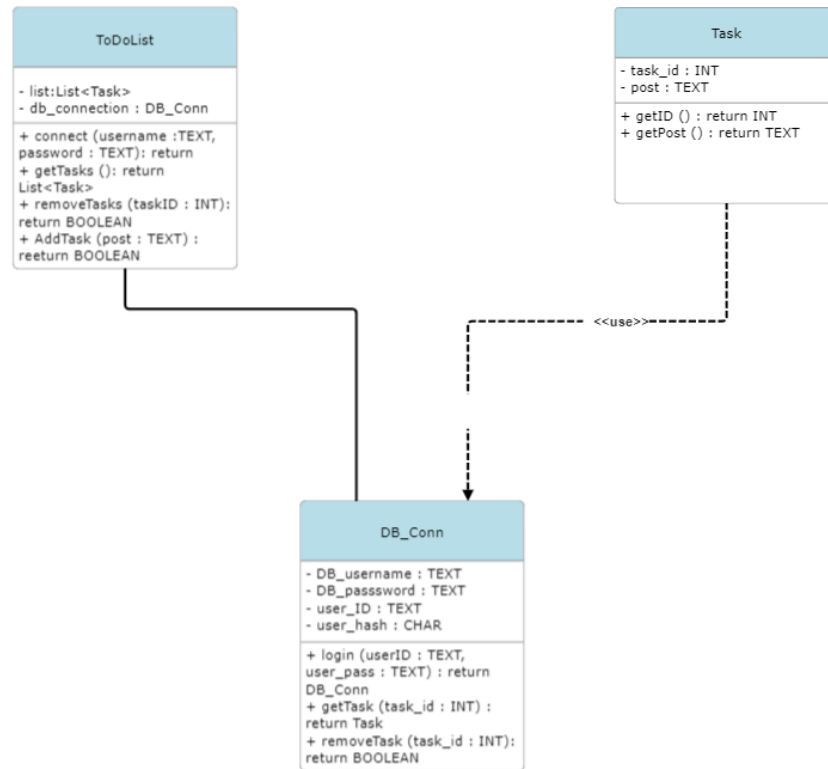 ToDoList
- list:List<Task>
- db_connection : DB_Conn
+ connect (username :TEXT,
password : TEXT): return
+ getTasks (): return
List<Task>
+ removeTasks (taskID : INT):
return BOOLEAN
+ AddTask (post : TEXT) :
reeturn BOOLEAN
Task
- task_id : INT
- post : TEXT
+ getID () : return INT
+ getPost () : return TEXT
<<use>>
DB_Conn
- DB_username : TEXT
- DB_passsword : TEXT
- user_ID : TEXT
- user_hash : CHAR
+ login (userID : TEXT,
user_pass : TEXT) : return
DB_Conn
+ getTask (task_id : INT) :
return Task
+ removeTask (task_id : INT):
return BOOLEAN